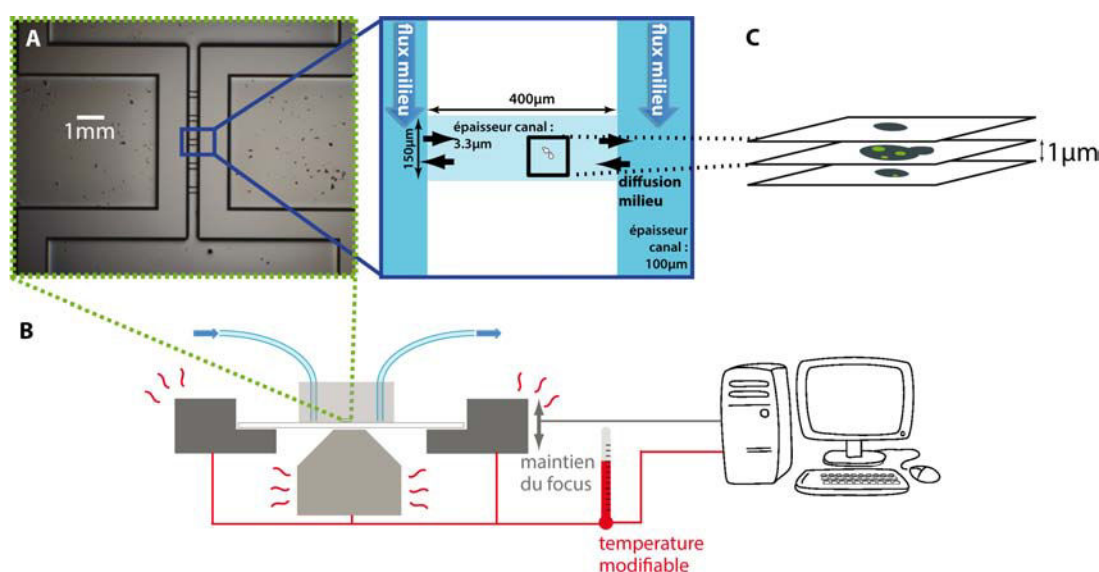 A
1mm
flux milieu
flux milieu
400µm
épaisseur canal :
3.3µm
150µm
diffusion
milieu
épaisseur
canal :
100µm
C
1µm
B
maintien
du focus
temperature
modifiable